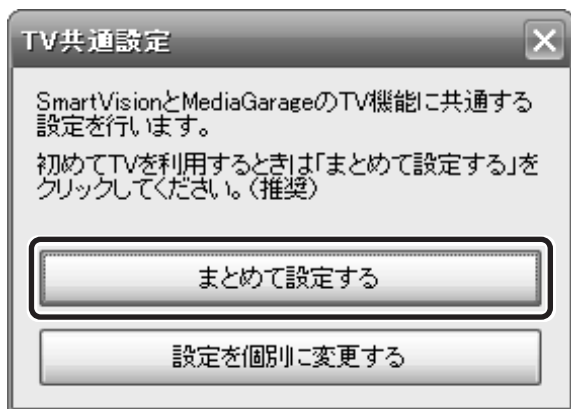 TV共通設定
SmartVisionとMediaGarageのTV機能に共通する
設定を行います。
初めてTVを利用するときは「まとめて設定する」を
クリックしてください。(推奨)
まとめて設定する
設定を個別に変更する